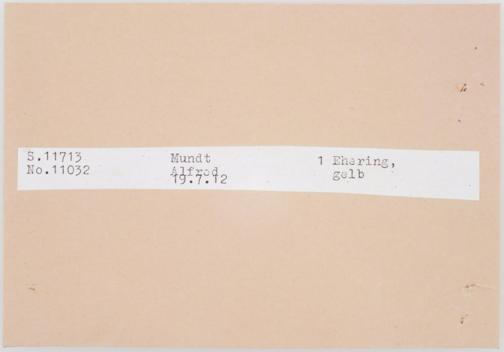 S.11713 Mundt 1 Ehering,
No.11032 Alfred gelb
19.7.12